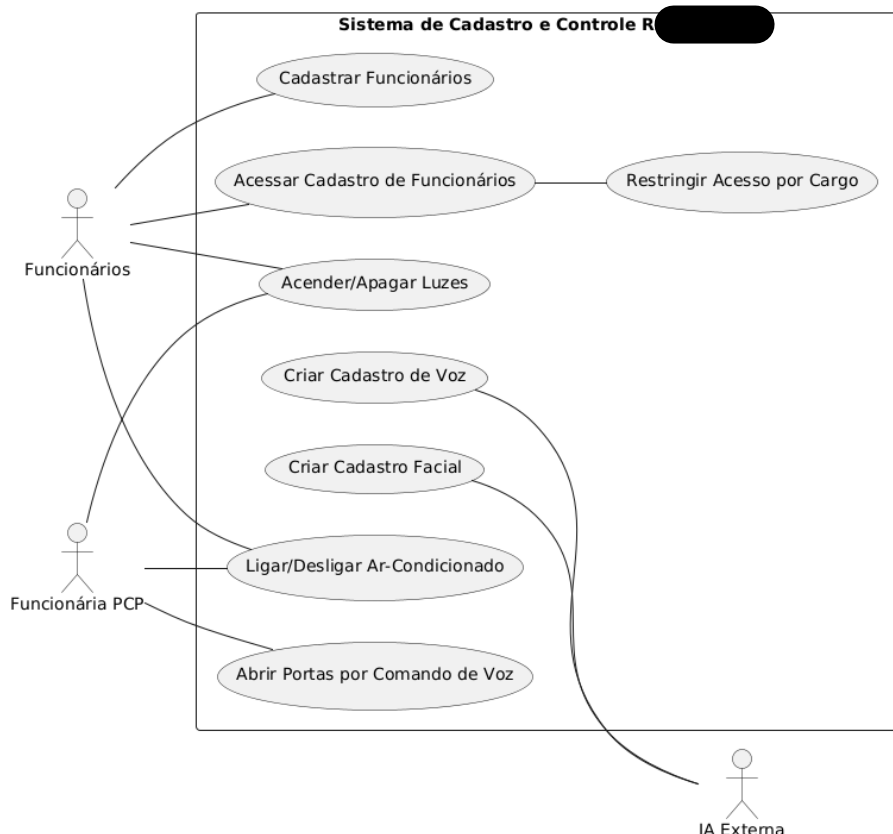 Sistema de Cadastro e Controle R
Cadastrar Funcionários
Acessar Cadastro de Funcionários
Restringir Acesso por Cargo
Funcionários
Acender/Apagar Luzes
Criar Cadastro de Voz
Criar Cadastro Facial
Ligar/Desligar Ar-Condicionado
Funcionária PCP
Abrir Portas por Comando de Voz
IA Externa